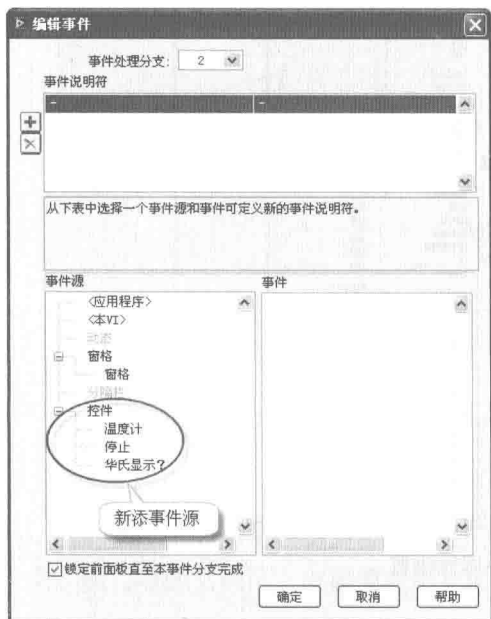 编辑事件
事件处理分支: 2
事件说明符
- -
从下表中选择一个事件源和事件可定义新的事件说明符。
事件源 事件
<应用程序>
<本VI>
动态
窗格
窗格
分隔栏
控件
温度计
停止
华氏显示?
新添事件源
锁定前面板直至本事件分支完成
确定 取消 帮助